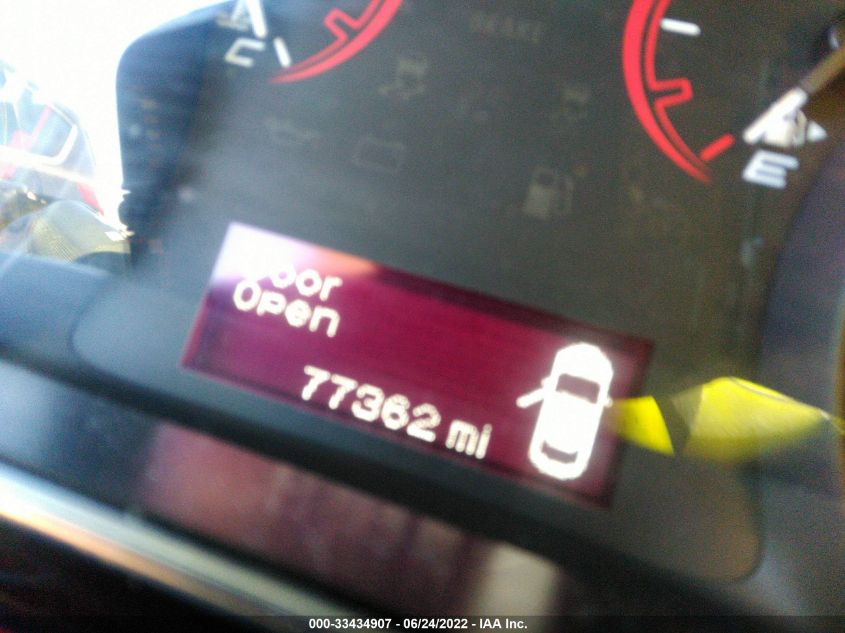 C
E
Door
Open
77362 mi
000-33434907 - 06/24/2022 - IAA Inc.